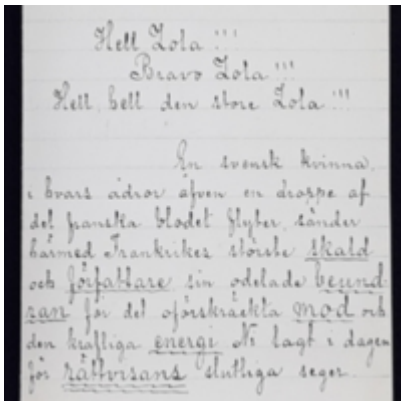 Hell Zola!!!
Bravo Zola!!!
Hell, hell den store Zola!!!
En svensk kvinna,
i hvars ådror äfven en droppe af
det franska blodet flyter, sänder
härmed Frankrikes störste skald
och författare sin odelade beund-
ran för det oförskräckta mod och
den kraftiga energi Ni lagt i dagen
för rättvisans slutliga seger.